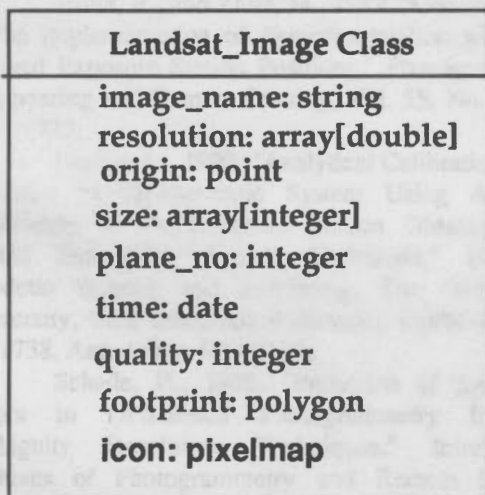 Landsat_Image Class
image_name: string
resolution: array[double]
origin: point
size: array[integer]
plane_no: integer
time: date
quality: integer
footprint: polygon
icon: pixelmap